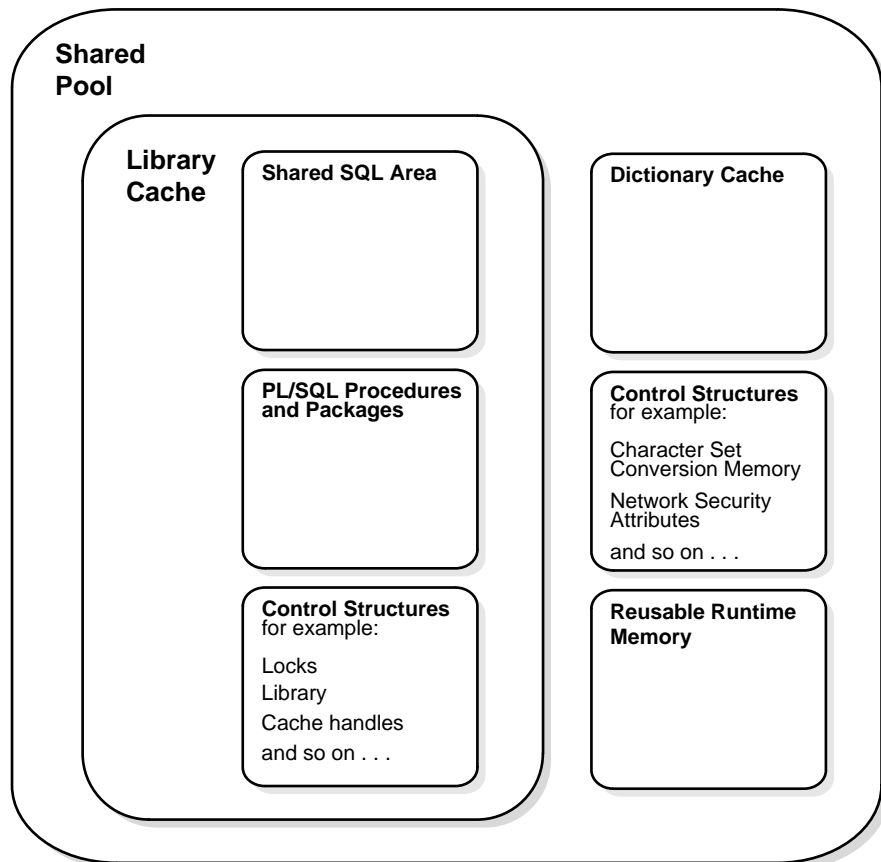 Shared
Pool
Library
Cache
Shared SQL Area
PL/SQL Procedures
and Packages
Control Structures
for example:
Locks
Library
Cache handles
and so on . . .
Dictionary Cache
Control Structures
for example:
Character Set
Conversion Memory
Network Security
Attributes
and so on . . .
Reusable Runtime
Memory